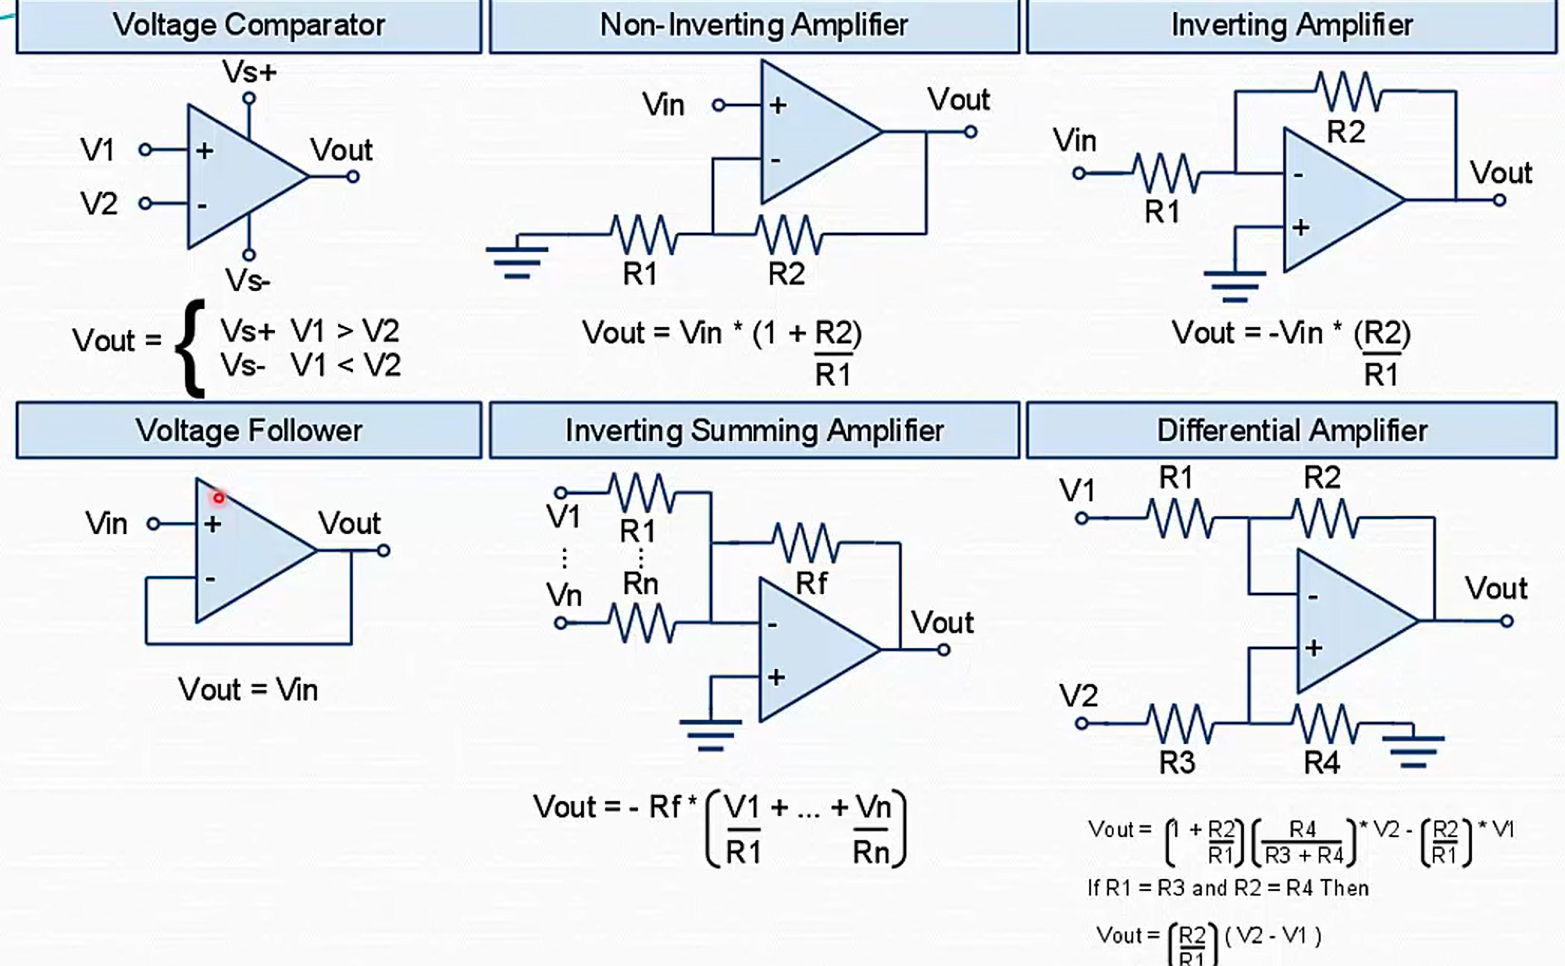 Voltage Comparator
Vs+
V1
+
Vout
V2
-
Vs-
Vout = { Vs+ V1 > V2
Vs- V1 < V2
Non-Inverting Amplifier
Vin
+
Vout
-
R1
R2
Vout = Vin * (1 + R2)
R1
Inverting Amplifier
R2
Vin
R1
-
Vout
+
Vout = -Vin * (R2)
R1
Voltage Follower
Vin
+
Vout
-
Vout = Vin
Inverting Summing Amplifier
V1
R1
⋮ ⋮
Vn
Rn
Rf
-
Vout
+
Vout = - Rf * ( V1 + ... + Vn )
R1 Rn
Differential Amplifier
V1
R1
R2
-
Vout
+
V2
R3
R4
Vout = ( 1 + R2 ) ( R4 ) * V2 - ( R2 ) * V1
R1 R3 + R4 R1
If R1 = R3 and R2 = R4 Then
Vout = ( R2 ) ( V2 - V1 )
R1